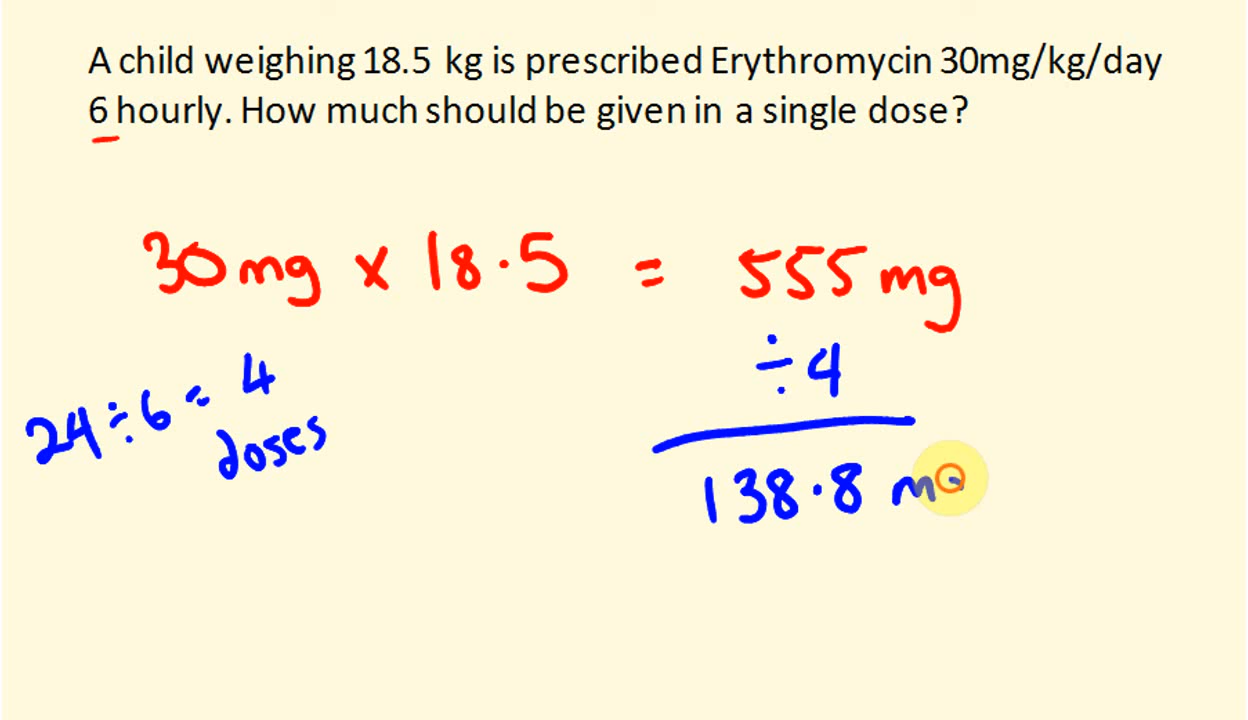 A child weighing 18.5 kg is prescribed Erythromycin 30mg/kg/day
6 hourly. How much should be given in a single dose?
30mg x 18.5 = 555mg
÷4
24÷6= 4
doses
138.8